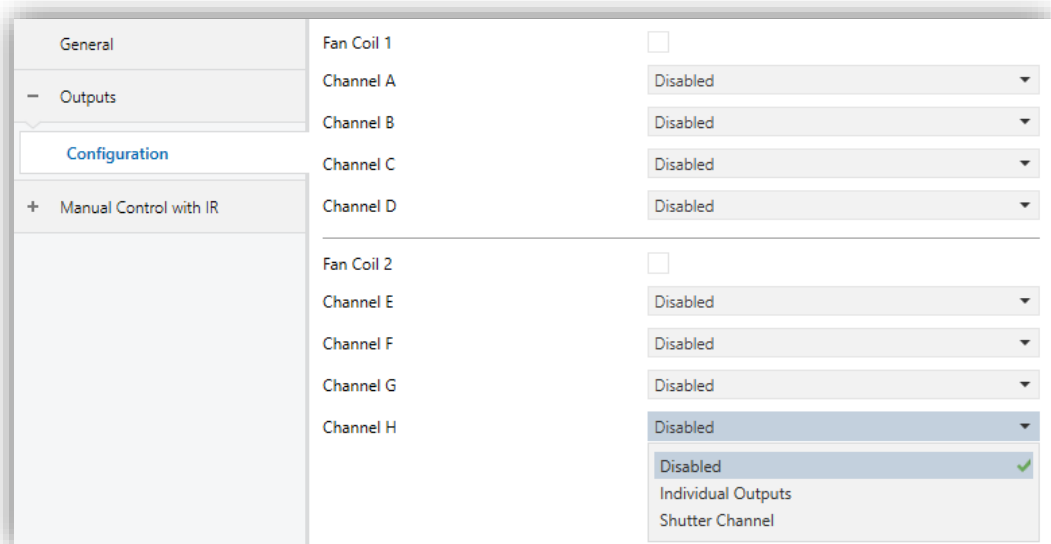 General
Outputs
Configuration
Manual Control with IR
Fan Coil 1
Channel A Disabled
Channel B Disabled
Channel C Disabled
Channel D Disabled
Fan Coil 2
Channel E Disabled
Channel F Disabled
Channel G Disabled
Channel H Disabled
Disabled
Individual Outputs
Shutter Channel